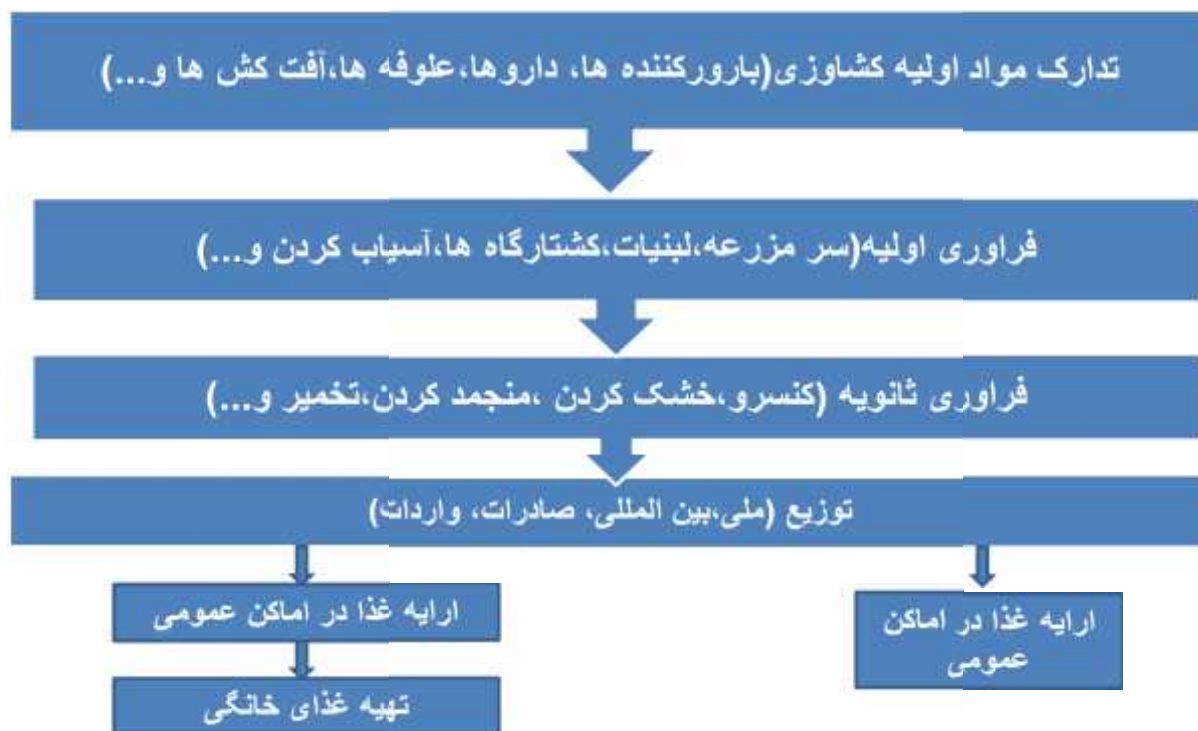 تدارک مواد اولیه کشاوزی(بارورکننده ها، داروها،علوفه ها،آفت کش ها و...)
فراوری اولیه(سر مزرعه،لبنیات،کشتارگاه ها،آسیاب کردن و...)
فراوری ثانویه (کنسرو،خشک کردن ،منجمد کردن،تخمیر و...)
توزیع (ملی،بین المللی، صادرات، واردات)
ارایه غذا در اماکن
عمومی
ارایه غذا در اماکن عمومی
تهیه غذای خانگی